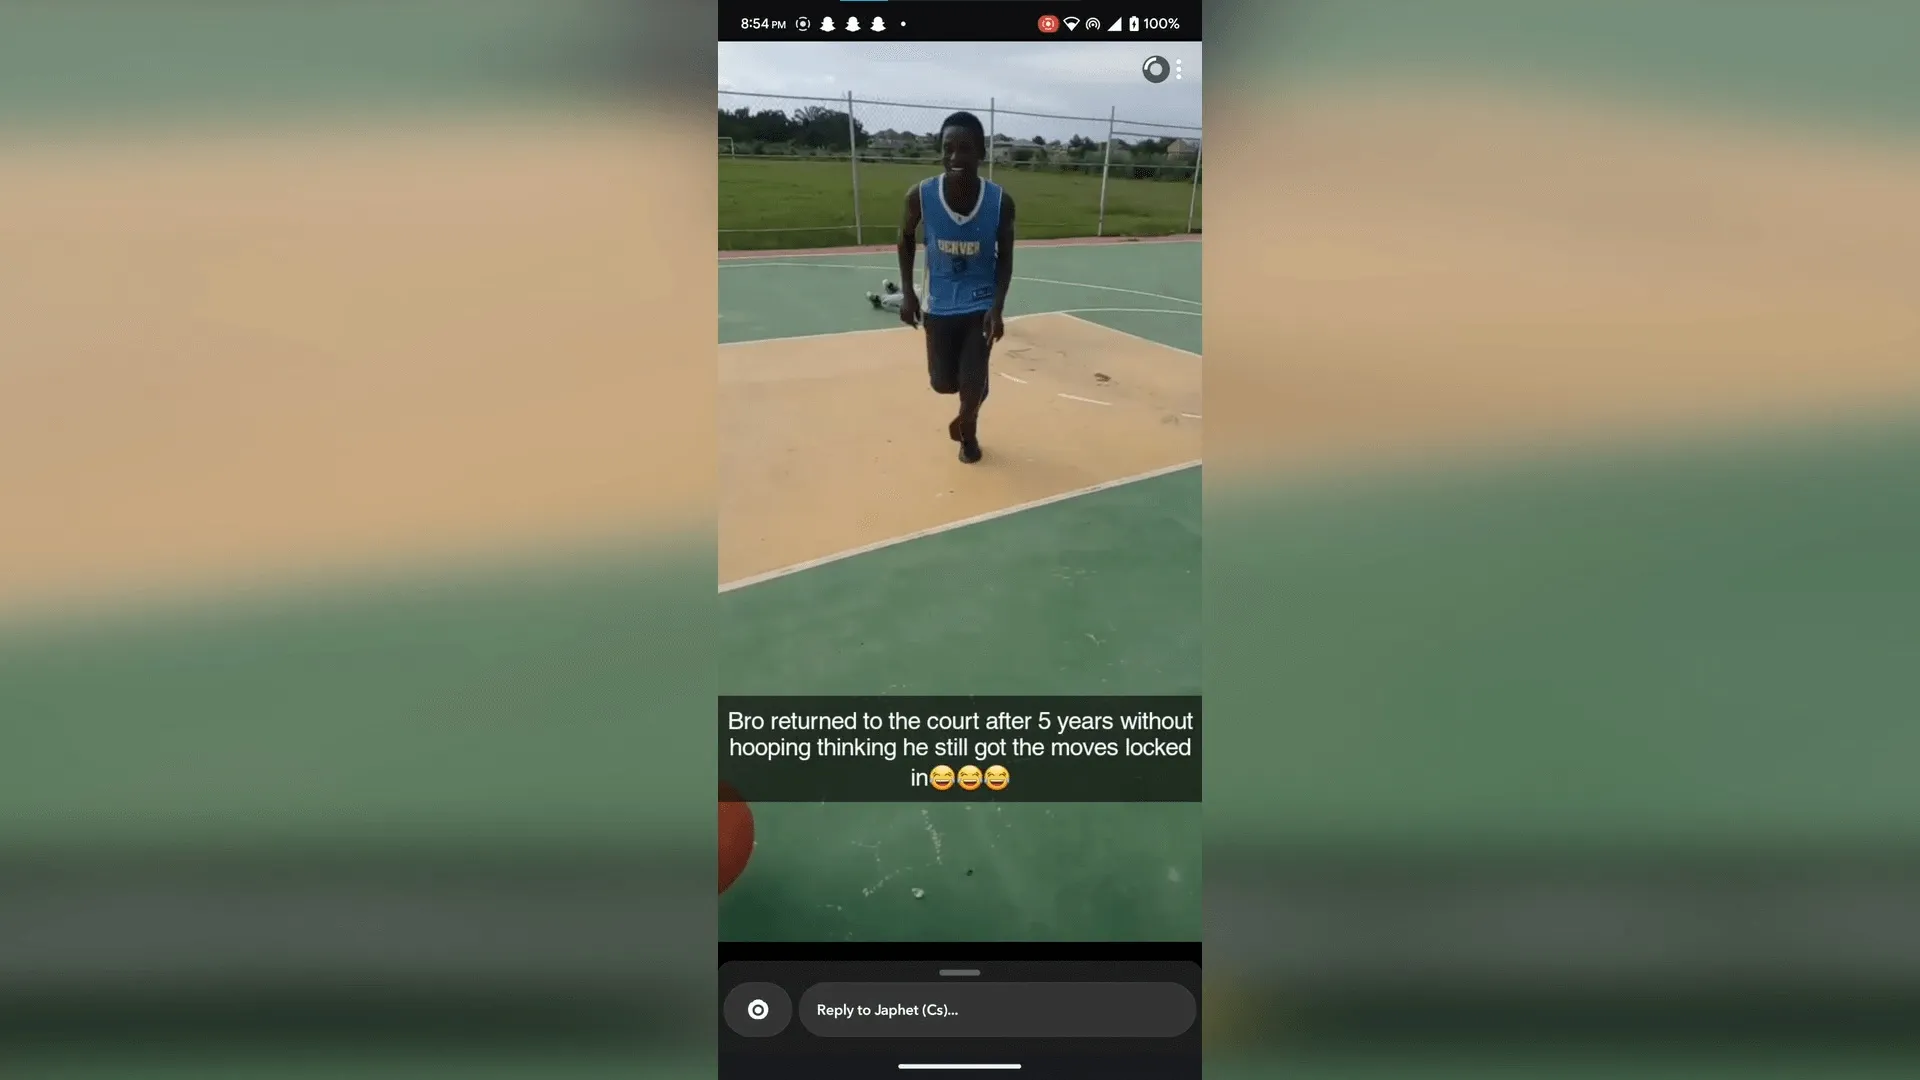 8:54 PM
100%
DENVER
Bro returned to the court after 5 years without
hooping thinking he still got the moves locked
in😂😂😂
Reply to Japhet (Cs)...